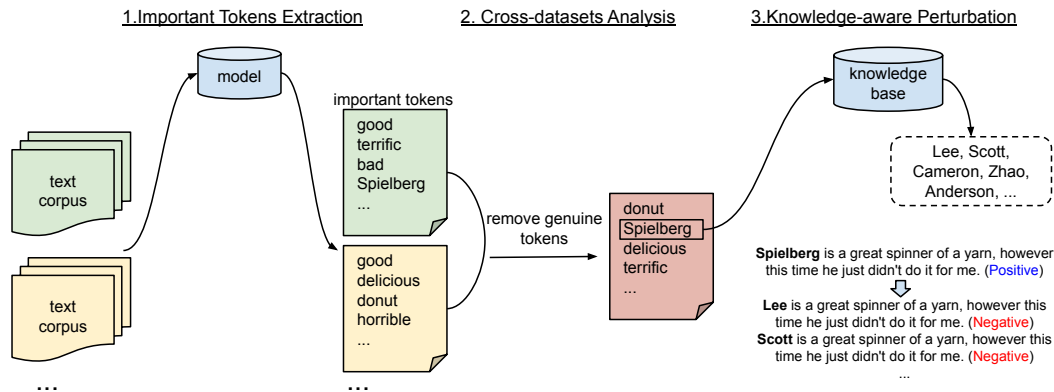 1.Important Tokens Extraction
2. Cross-datasets Analysis
3.Knowledge-aware Perturbation
model
text
corpus
text
corpus
...
important tokens
good
terrific
bad
Spielberg
...
good
delicious
donut
horrible
...
...
remove genuine
tokens
donut
Spielberg
delicious
terrific
...
knowledge
base
Lee, Scott,
Cameron, Zhao,
Anderson, ...
Spielberg is a great spinner of a yarn, however
this time he just didn't do it for me. (Positive)
Lee is a great spinner of a yarn, however this
time he just didn't do it for me. (Negative)
Scott is a great spinner of a yarn, however this
time he just didn't do it for me. (Negative)
...